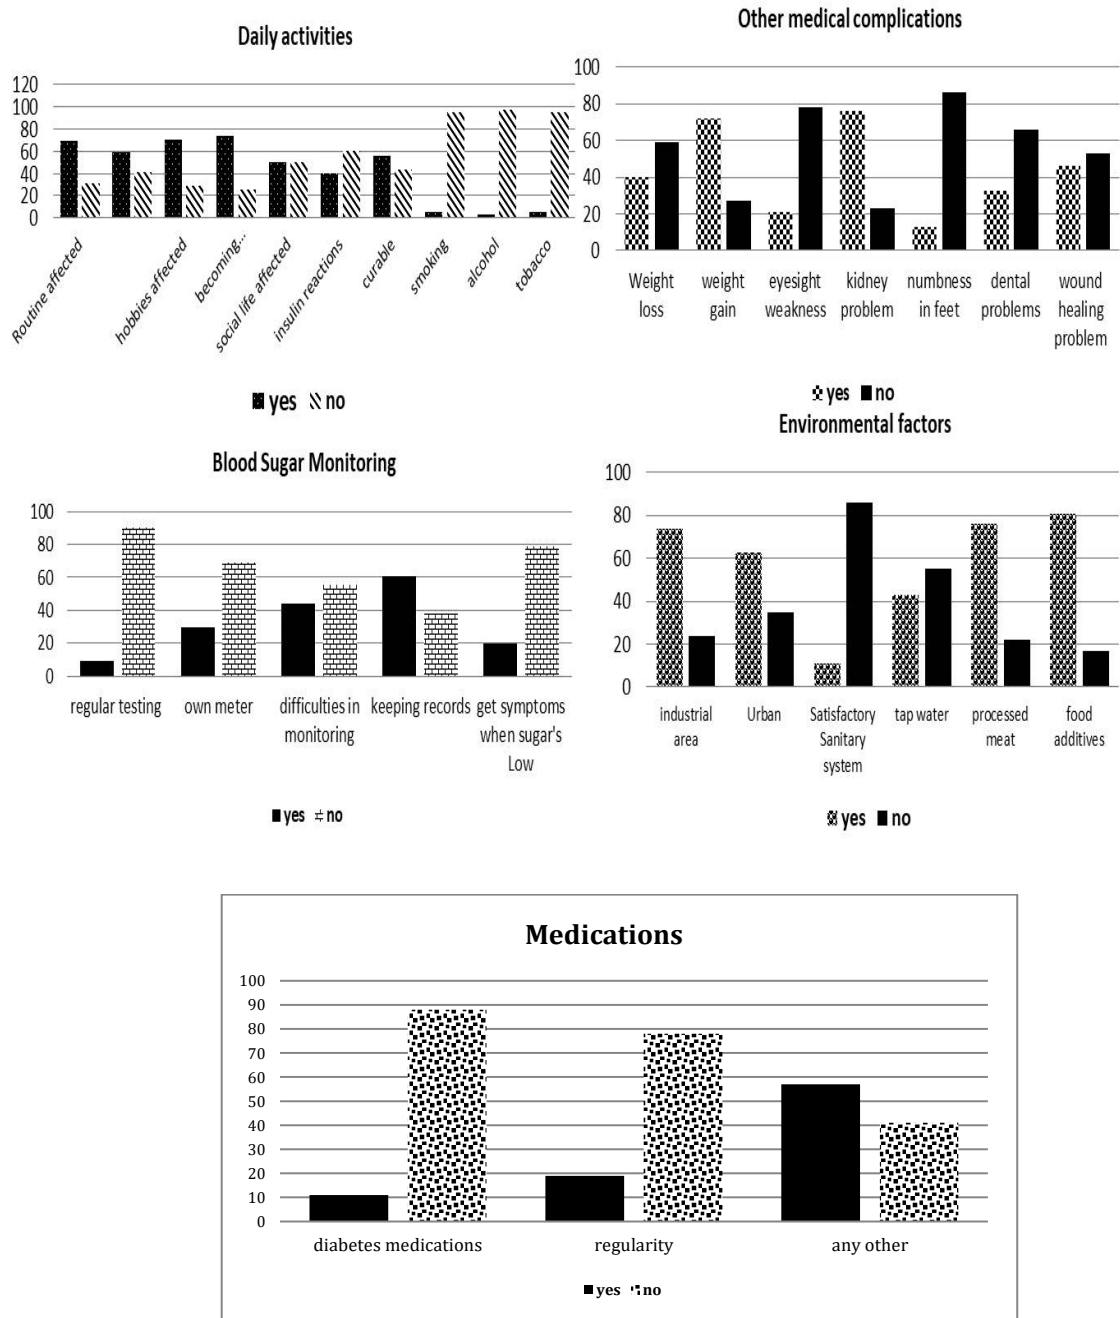 Daily activities
120
100
80
60
40
20
0
Routine affected
hobbies affected
becoming...
social life affected
insulin reactions
curable
smoking
alcohol
tobacco
yes no
Other medical complications
100
80
60
40
20
0
Weight loss
weight gain
eyesight weakness
kidney problem
numbness in feet
dental problems
wound healing problem
yes no
Blood Sugar Monitoring
100
80
60
40
20
0
regular testing
own meter
difficulties in monitoring
keeping records
get symptoms when sugar's Low
yes no
Environmental factors
100
80
60
40
20
0
industrial area
Urban
Satisfactory Sanitary system
tap water
processed meat
food additives
yes no
Medications
100
90
80
70
60
50
40
30
20
10
0
diabetes medications
regularity
any other
yes no